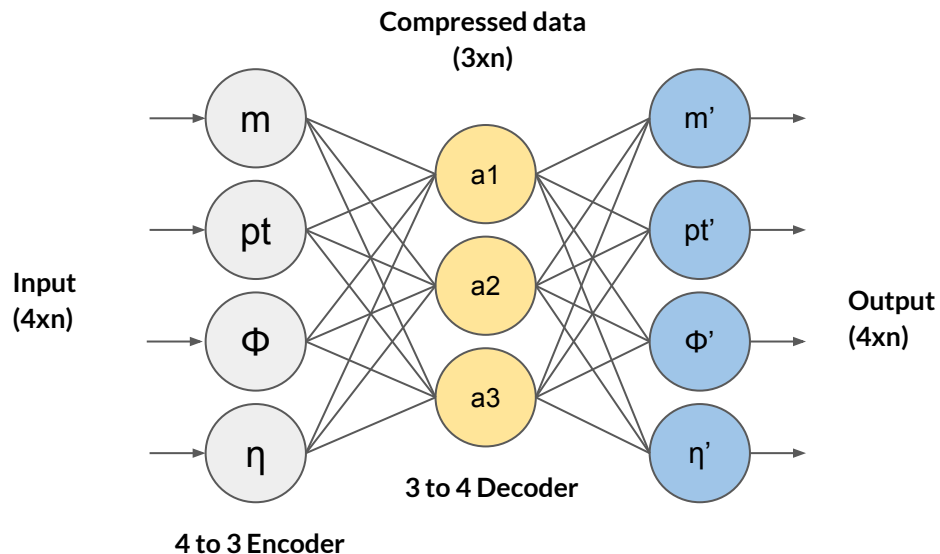 Compressed data
(3xn)
m
m’
a1
pt
pt’
Input
(4xn)
a2
Output
(4xn)
Φ
Φ’
a3
η
η’
3 to 4 Decoder
4 to 3 Encoder